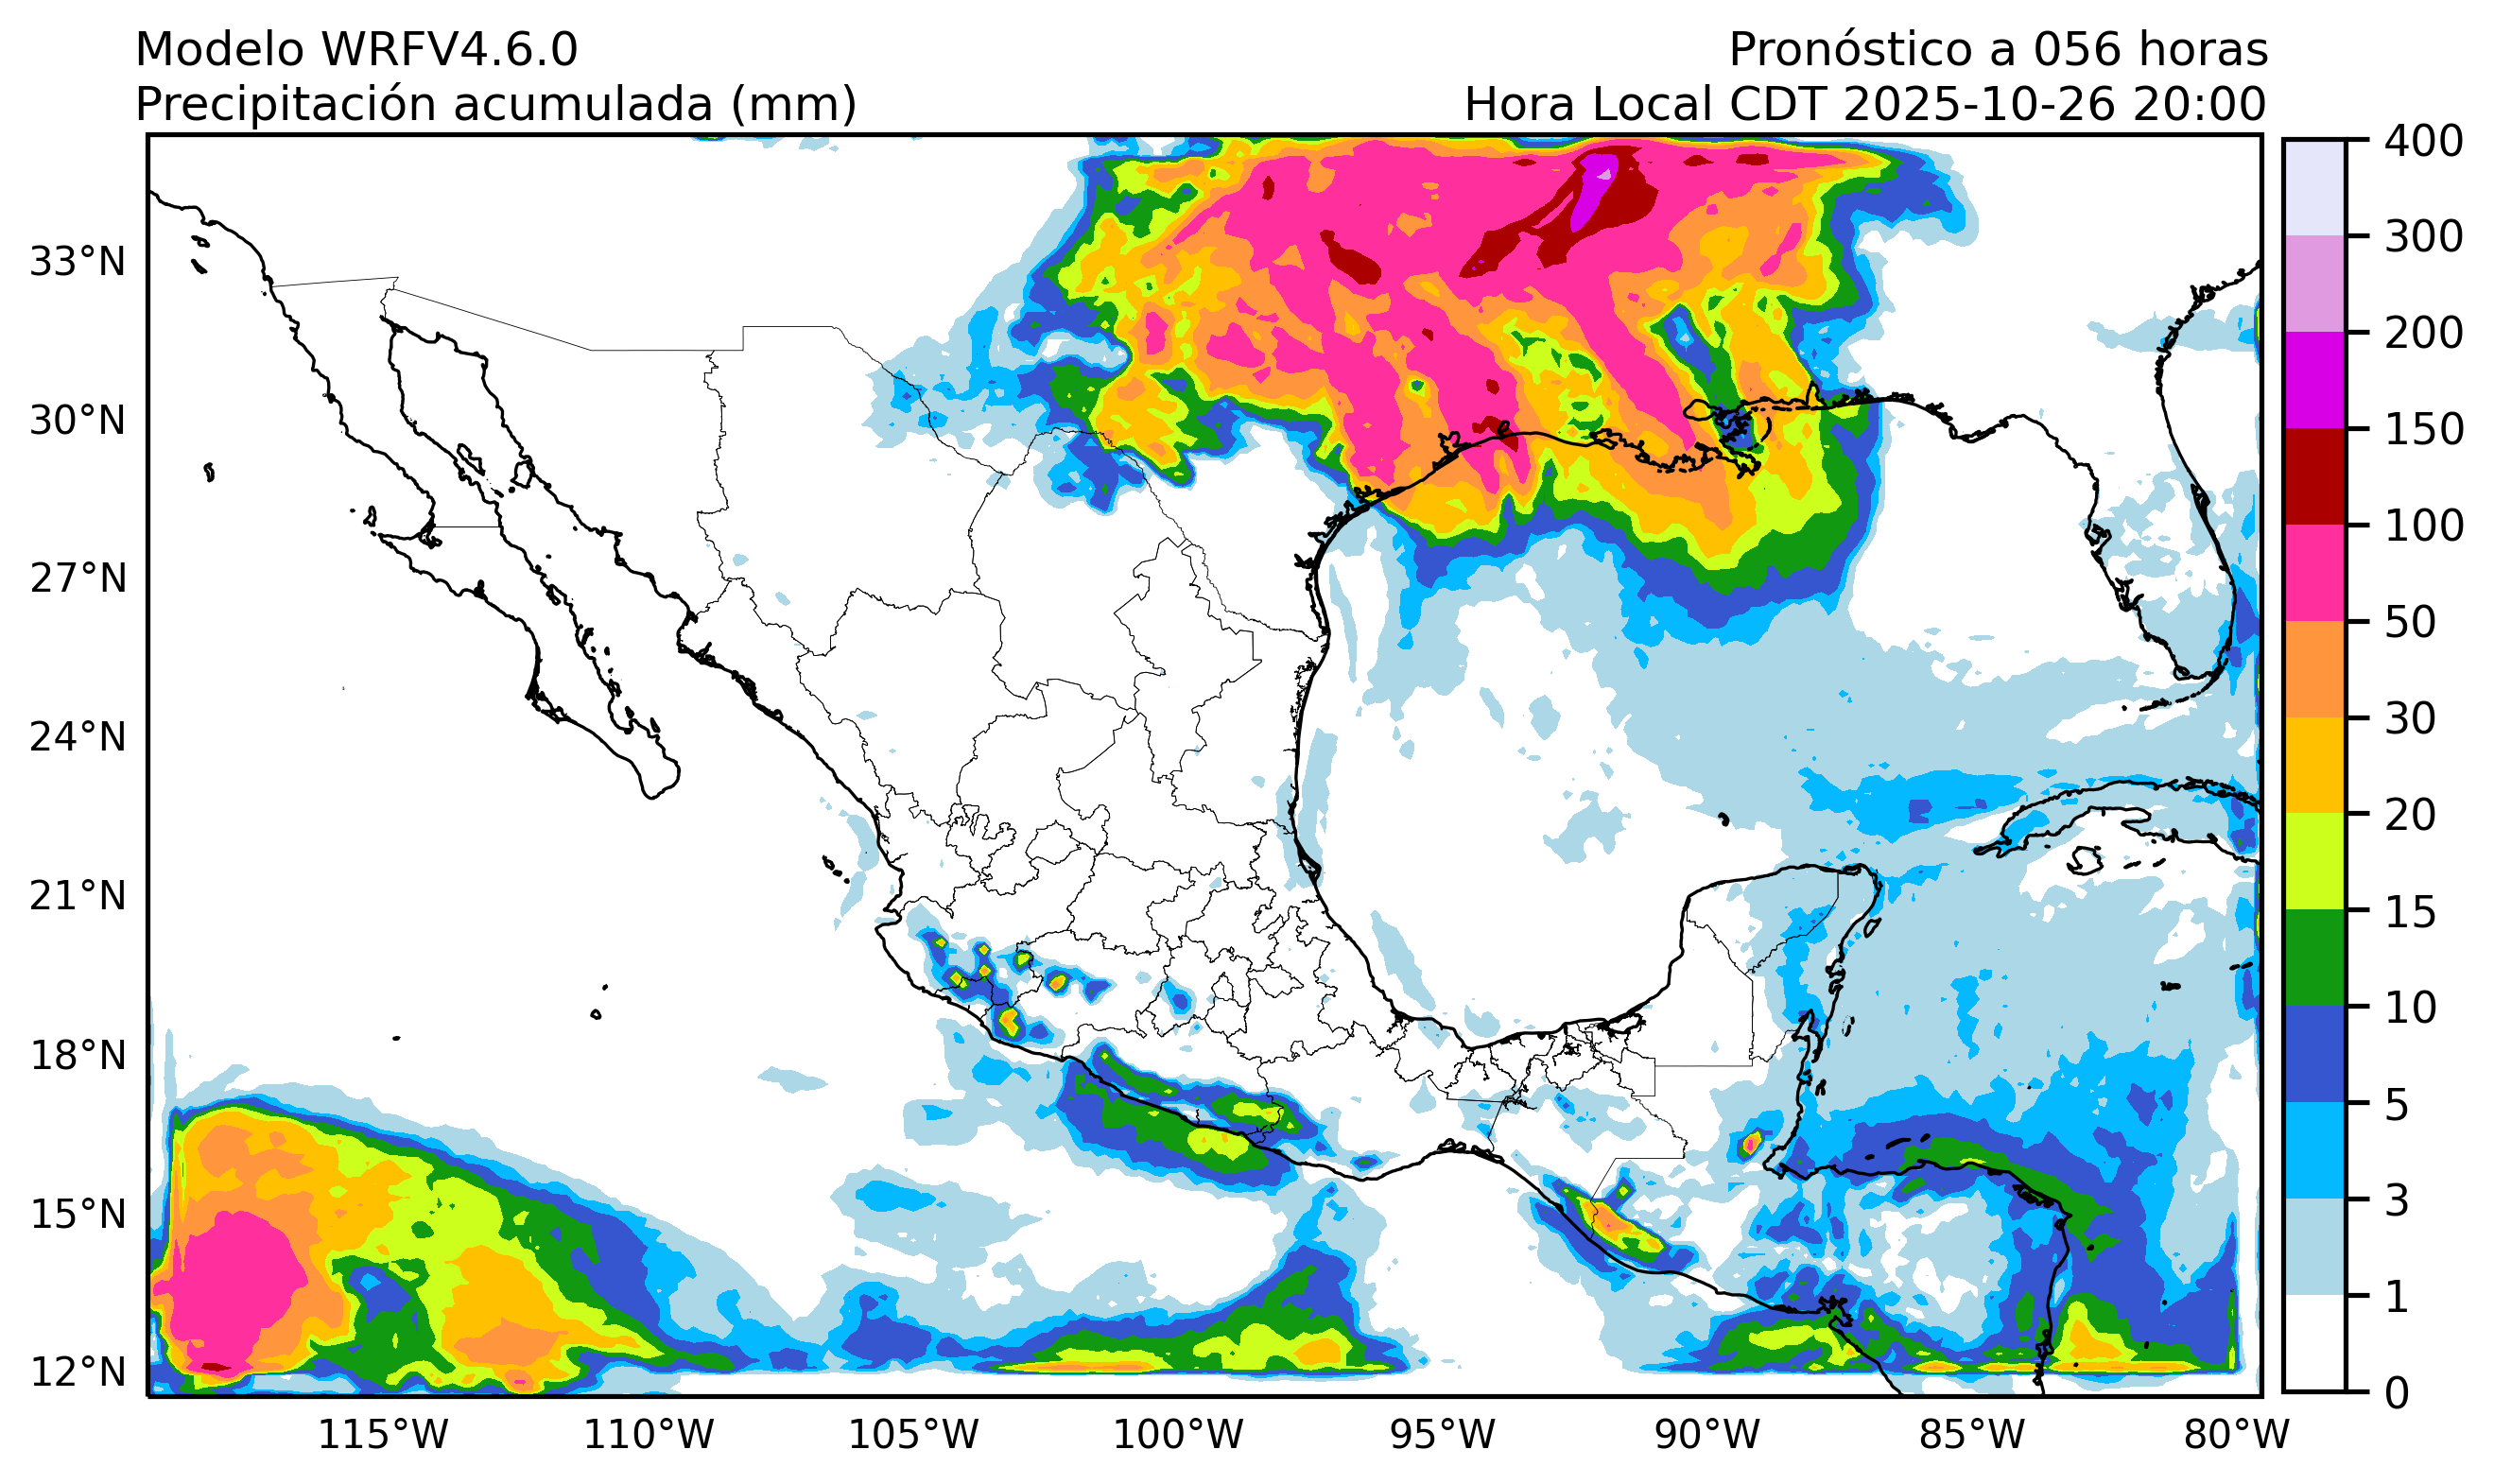 Modelo WRFV4.6.0
Pronóstico a 056 horas
Precipitación acumulada (mm)
Hora Local CDT 2025-10-26 20:00
400
33°N
300
200
30°N
150
27°N
100
50
24°N
30
20
21°N
15
10
18°N
5
15°N
3
1
12°N
0
115°W 110°W 105°W 100°W 95°W 90°W 85°W 80°W